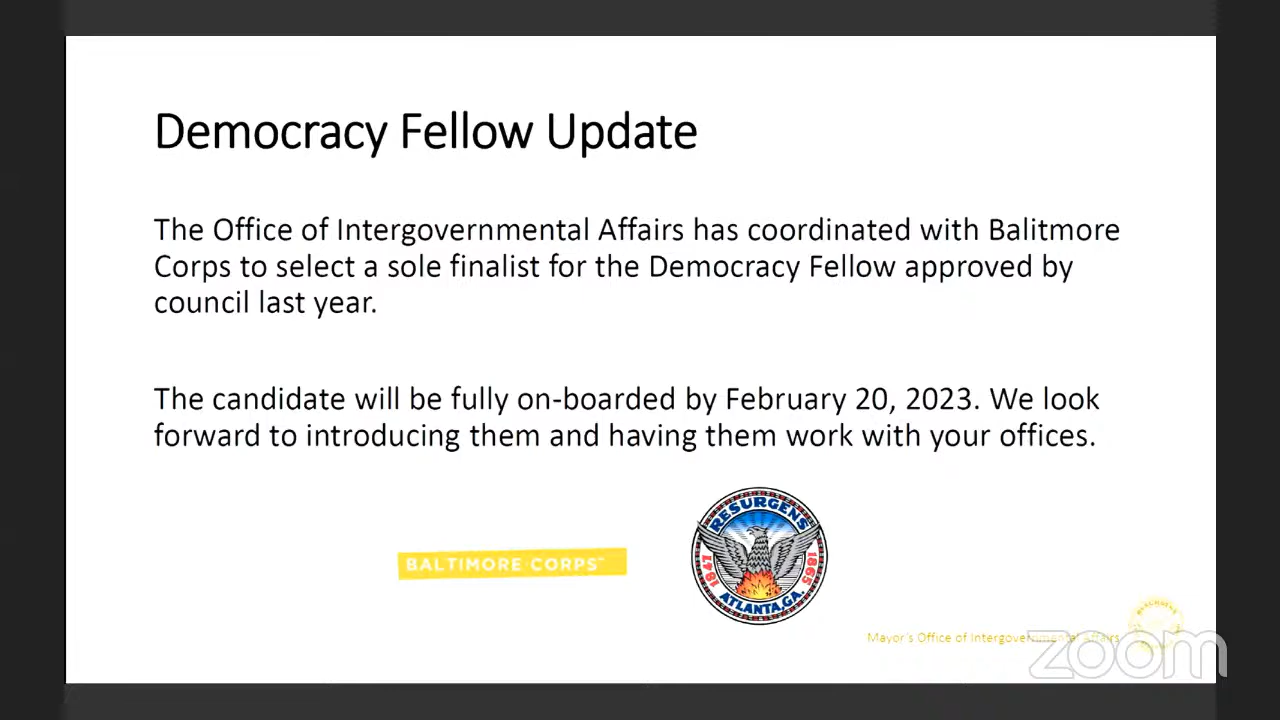 Democracy Fellow Update
The Office of Intergovernmental Affairs has coordinated with Balitmore
Corps to select a sole finalist for the Democracy Fellow approved by
council last year.
The candidate will be fully on-boarded by February 20, 2023. We look
forward to introducing them and having them work with your offices.
BALTIMORE CORPS™
RESURGENS
1847 1865
ATLANTA, GA.
Mayor's Office of Intergovernmental Affairs
zoom